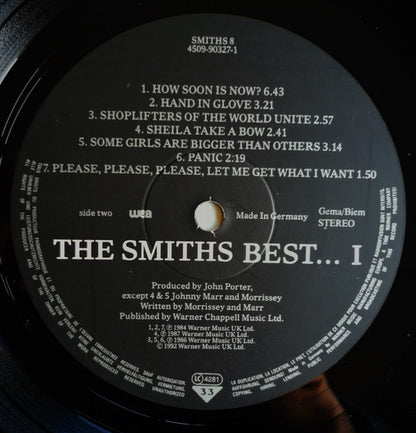 SMITHS 8
4509-90327-1
1. HOW SOON IS NOW? 6.43
2. HAND IN GLOVE 3.21
3. SHOPLIFTERS OF THE WORLD UNITE 2.57
4. SHEILA TAKE A BOW 2.41
5. SOME GIRLS ARE BIGGER THAN OTHERS 3.14
6. PANIC 2:19
7. PLEASE, PLEASE, PLEASE, LET ME GET WHAT I WANT 1.50
side two
wea
Made In Germany
Gema/Biem
STEREO
THE SMITHS BEST... I
Produced by John Porter,
except 4 & 5 Johnny Marr and Morrissey
Written by Morrissey and Marr
Published by Warner Chappell Music Ltd.
1, 2, 7, ℗ 1984 Warner Music UK Ltd.
4, ℗ 1987 Warner Music UK Ltd.
3, 5, 6, ℗ 1986 Warner Music UK Ltd.
© 1992 Warner Music UK Ltd.
LC 4281
33